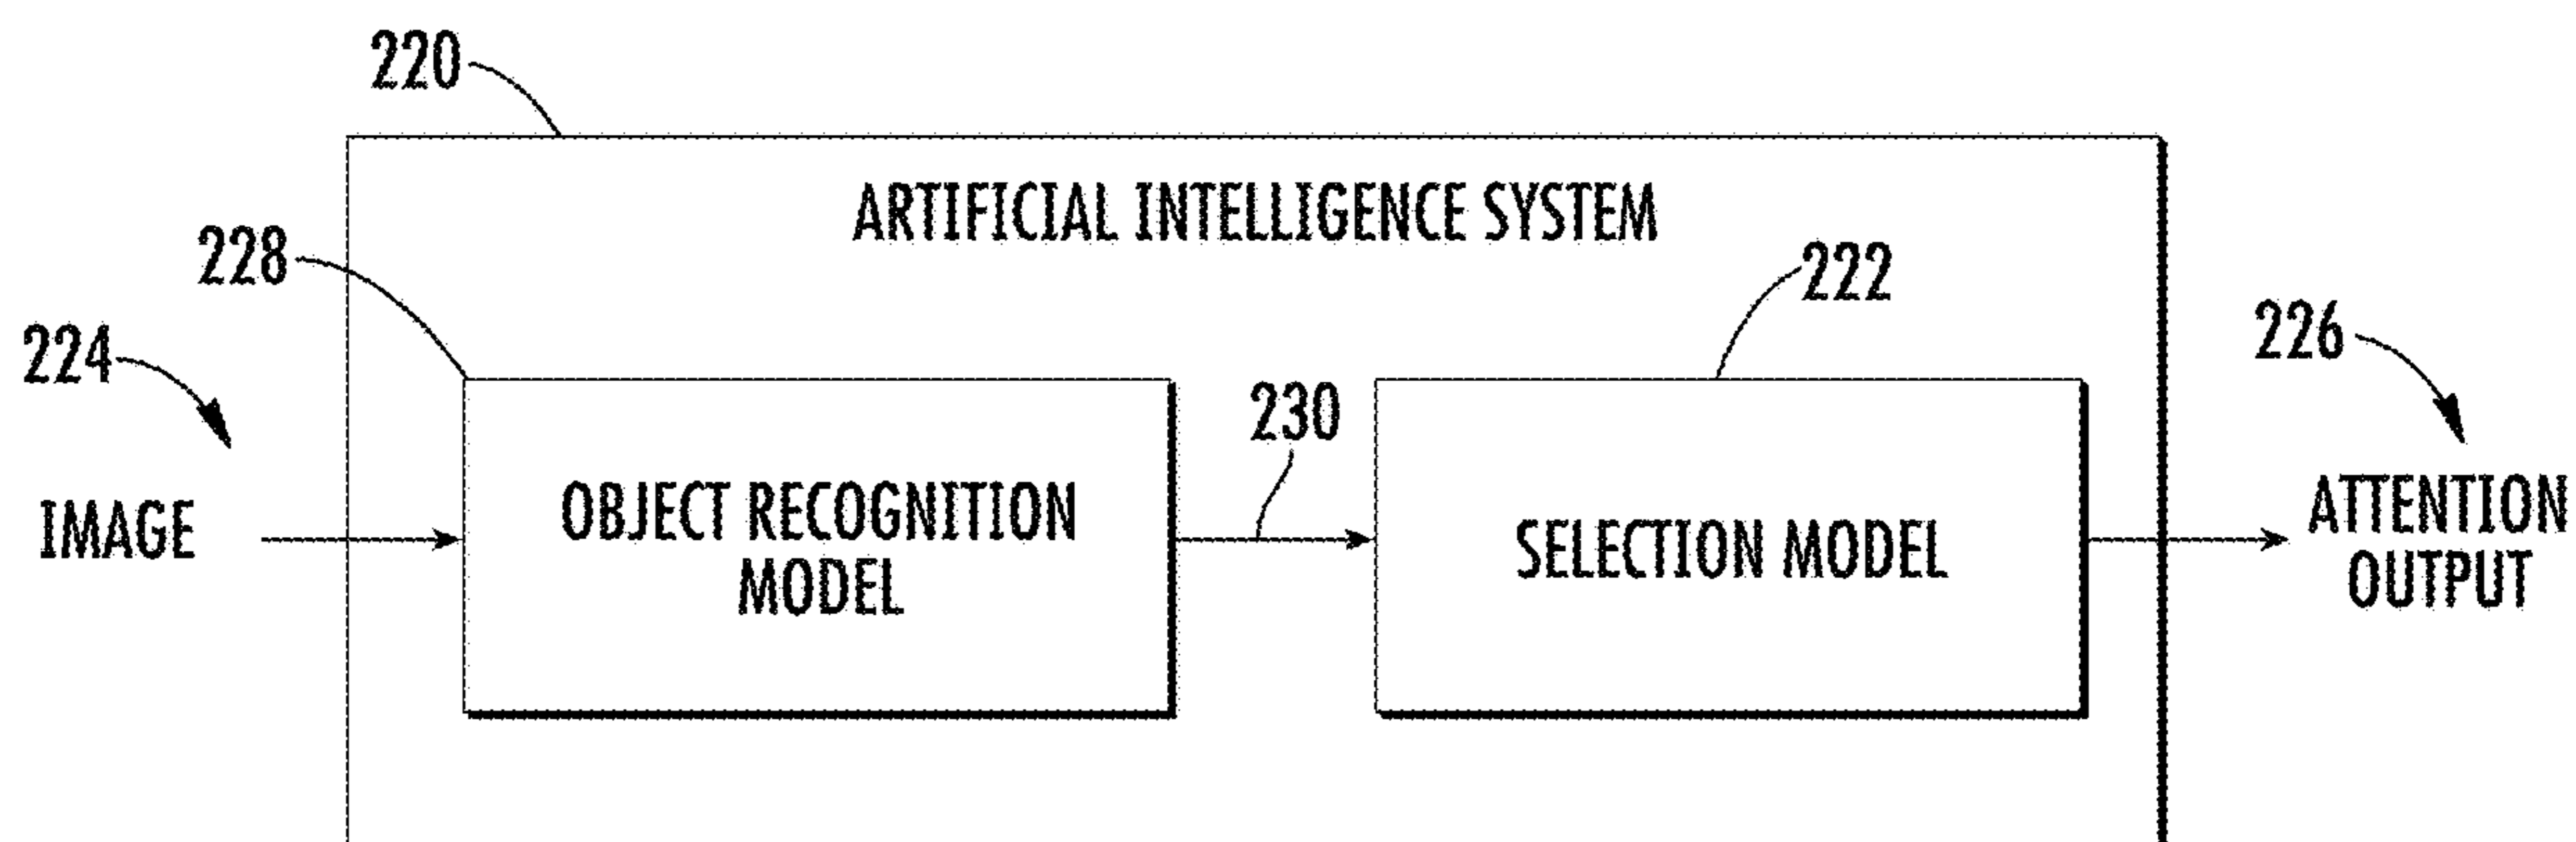 220
ARTIFICIAL INTELLIGENCE SYSTEM
228
222
224
226
230
IMAGE
OBJECT RECOGNITION
MODEL
SELECTION MODEL
ATTENTION
OUTPUT